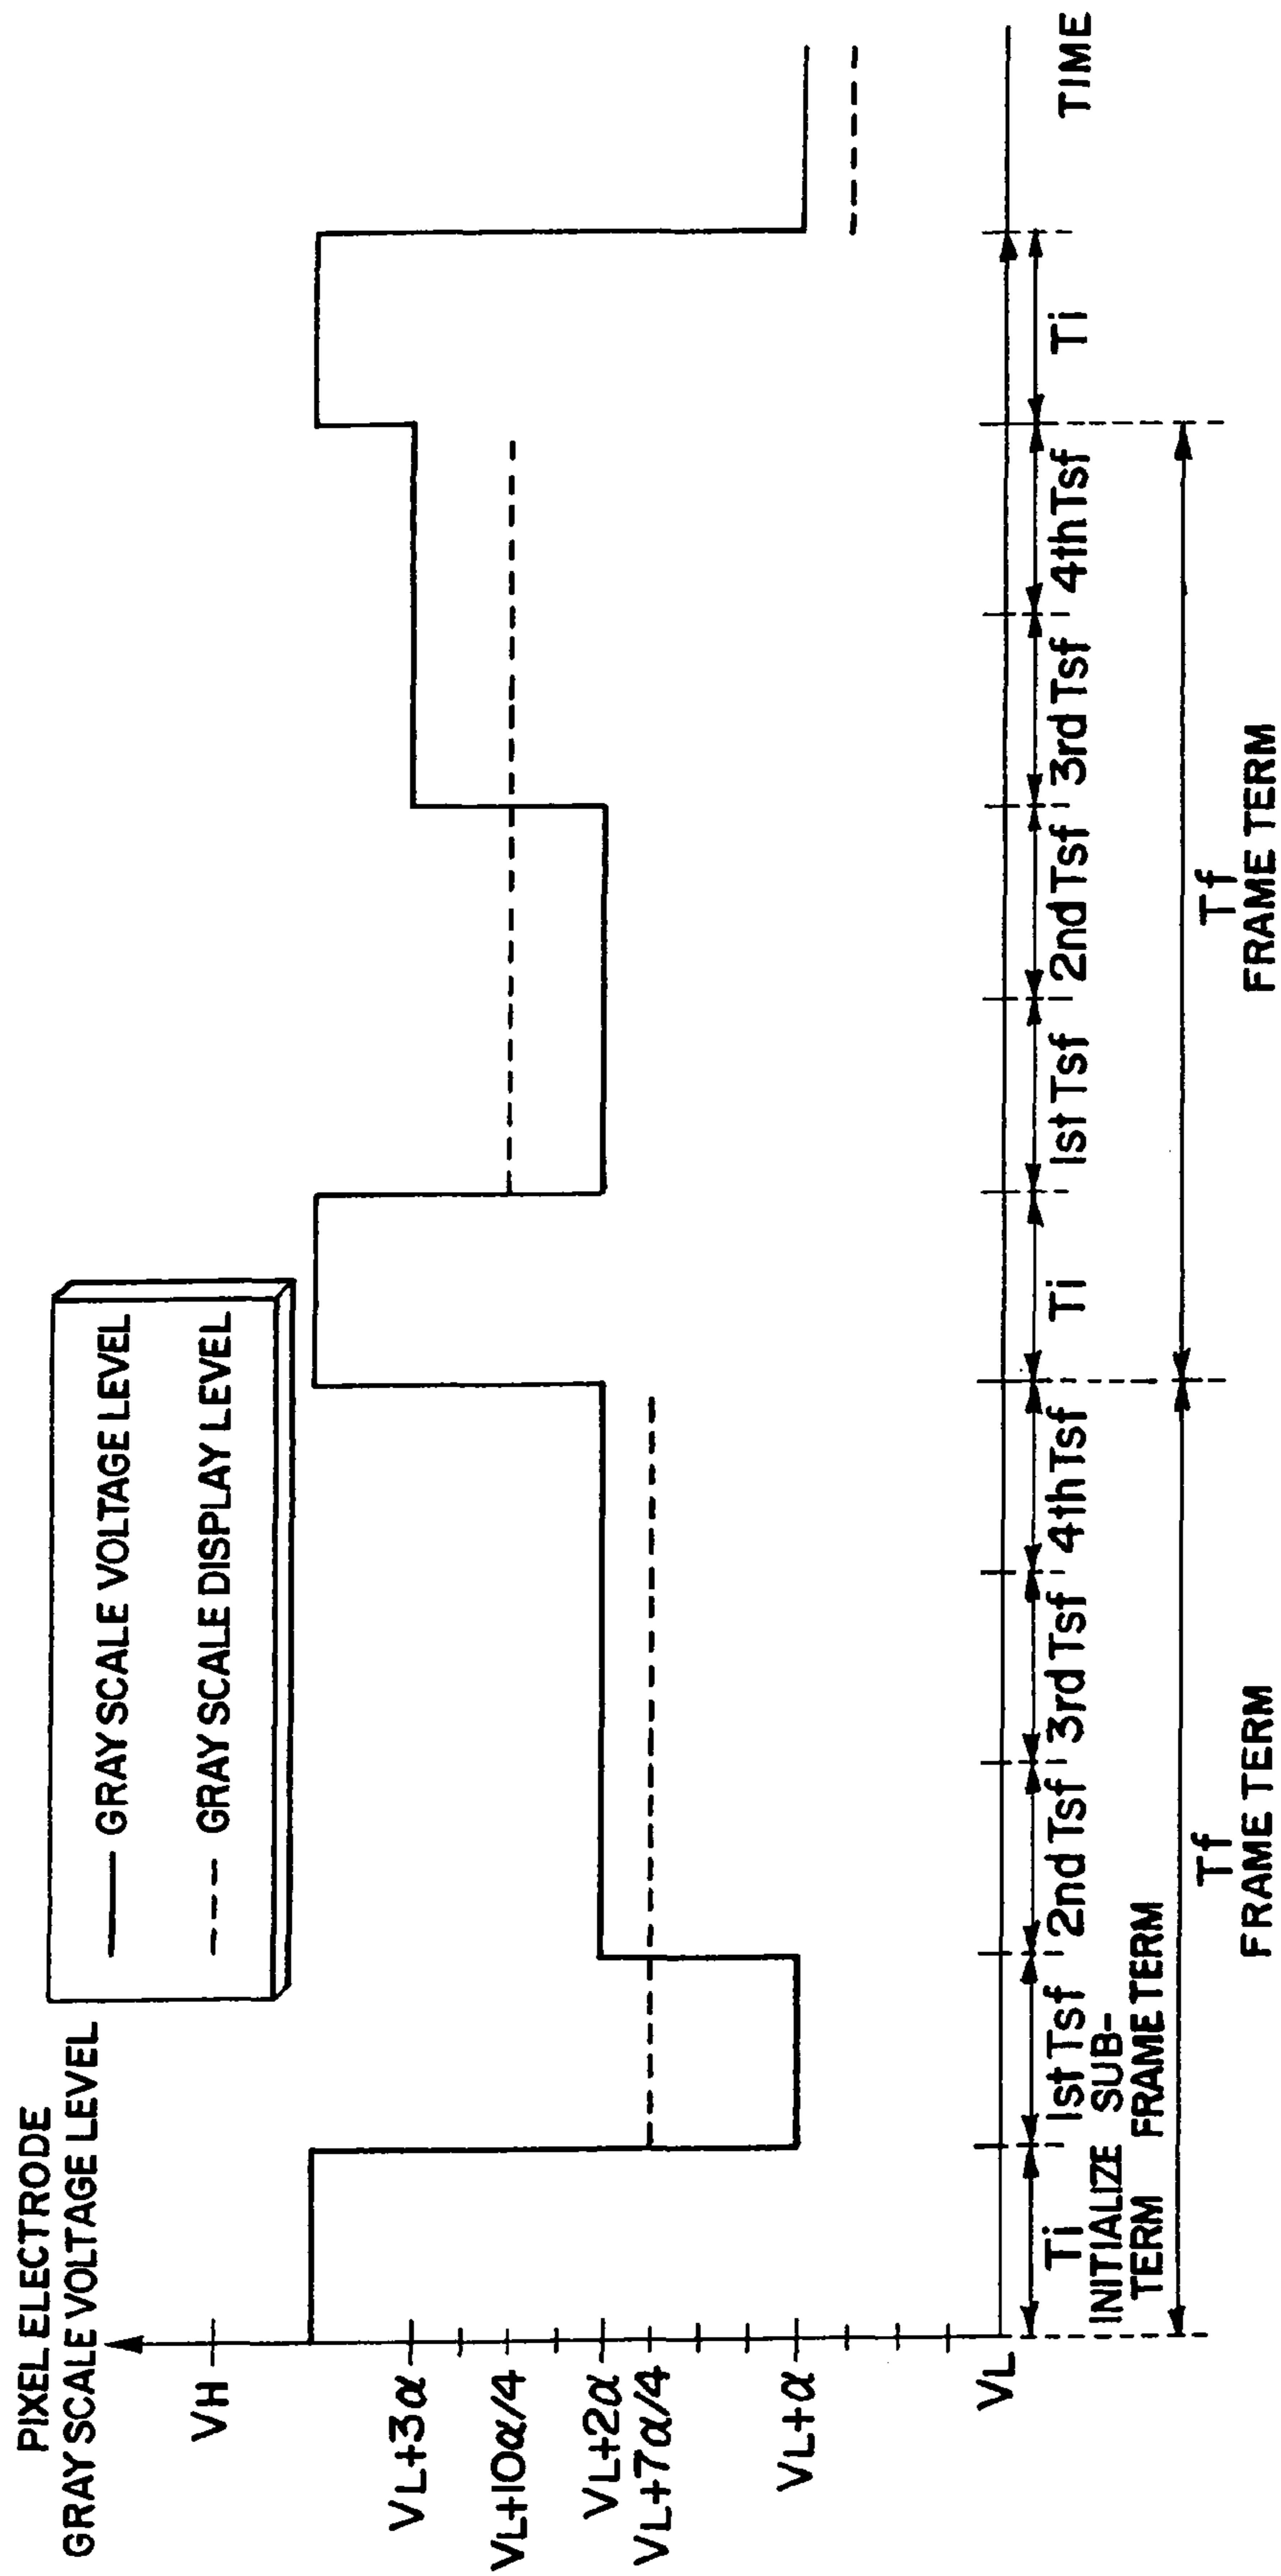 PIXEL ELECTRODE
GRAY SCALE VOLTAGE LEVEL
GRAY SCALE VOLTAGE LEVEL
GRAY SCALE DISPLAY LEVEL
VH
VL+3α
VL+10α/4
VL+2α
VL+7α/4
VL+α
VL
Ti
INITIALIZE
TERM
1st Tsf
SUB-
FRAME TERM
2nd Tsf
3rd Tsf
4th Tsf
Ti
1st Tsf
2nd Tsf
3rd Tsf
4th Tsf
Ti
TIME
Tf
FRAME TERM
Tf
FRAME TERM